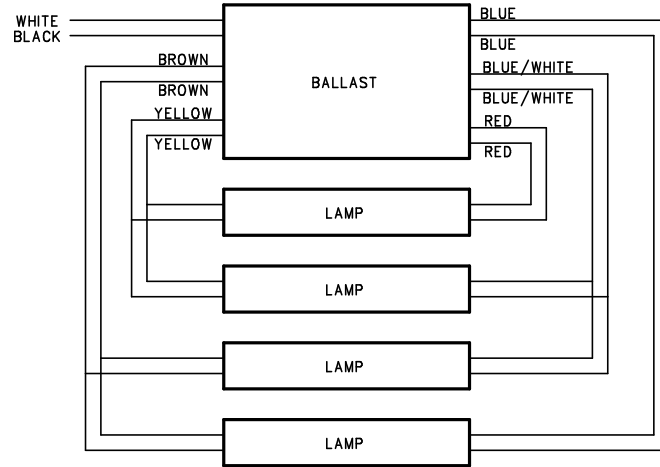 WHITE
BLACK
BROWN
BROWN
YELLOW
YELLOW
BALLAST
BLUE
BLUE
BLUE/WHITE
BLUE/WHITE
RED
RED
LAMP
LAMP
LAMP
LAMP